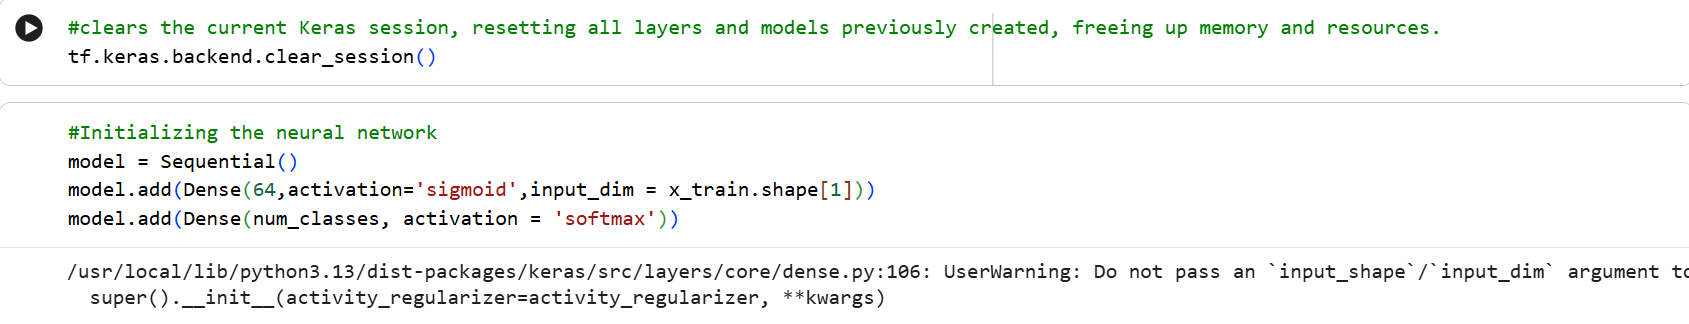 #clears the current Keras session, resetting all layers and models previously created, freeing up memory and resources.
tf.keras.backend.clear_session()
#Initializing the neural network
model = Sequential()
model.add(Dense(64,activation='sigmoid',input_dim = x_train.shape[1]))
model.add(Dense(num_classes, activation = 'softmax'))
/usr/local/lib/python3.13/dist-packages/keras/src/layers/core/dense.py:106: UserWarning: Do not pass an `input_shape`/`input_dim` argument to
super().__init__(activity_regularizer=activity_regularizer, **kwargs)